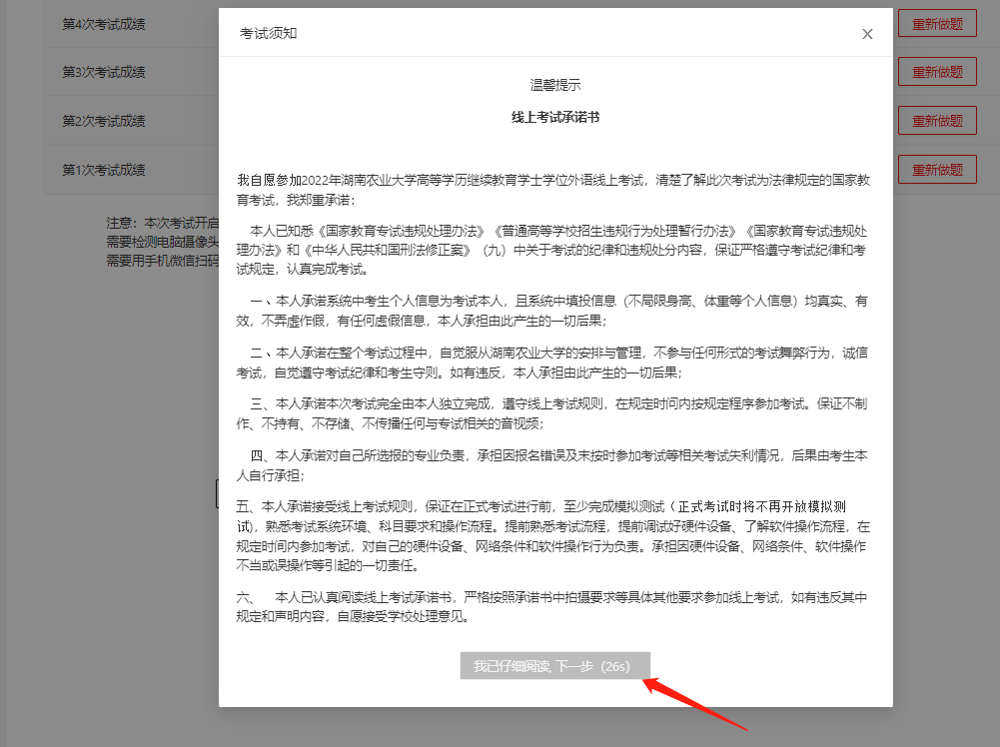 第4次考试成绩
重新做题
第3次考试成绩
重新做题
第2次考试成绩
重新做题
第1次考试成绩
重新做题
注意：本次考试开启
需要检测电脑摄像头
需要用手机微信扫码
考试须知
温馨提示
线上考试承诺书
我自愿参加2022年湖南农业大学高等学历继续教育学士学位外语线上考试，清楚了解此次考试为法律规定的国家教
育考试，我郑重承诺：
本人已知悉《国家教育专试违规处理办法》《普通高等学校招生违规行为处理暂行办法》《国家教育专试违规处
理办法》和《中华人民共和国刑法修正案》（九）中关于考试的纪律和违规处分内容，保证严格遵守考试纪律和考
试规定，认真完成考试。
一、本人承诺系统中考生个人信息为考试本人，且系统中填投信息（不局限身高、体重等个人信息）均真实、有
效，不弄虚作假，有任何虚假信息，本人承担由此产生的一切后果；
二、本人承诺在整个考试过程中，自觉服从湖南农业大学的安排与管理，不参与任何形式的考试舞弊行为，诚信
考试，自觉遵守考试纪律和考生守则。如有违反，本人承担由此产生的一切后果；
三、本人承诺本次考试完全由本人独立完成，遵守线上考试规则，在规定时问内按规定程序参加考试。保证不制
作、不持有、不存储、不传播任何与专试相关的音视频；
四、本人承诺对自己所选报的专业负责，承担因报名错误及末按时参加考试等相关考试失利情况，后果由考生本
人自行承担；
五、本人承诺接受线上考试规则，保证在正式考试进行前，至少完成模拟测试（正式考试时将不再开放模拟测
试)，熟悉考试系统环境、科目要求和操作流程。提前熟悉考试流程，提前调试好硬件设备、了解软件操作流程，在
规定时间内参加考试，对自己的硬件设备、网络条件和软件操作行为负责。承担因硬件设备、网络条件、软件操作
不当或误操作等引起的一切责任。
六、 本人已认真阅读线上考试承诺书，严格按照承诺书中拍摄要求等具体其他要求参加线上考试，如有违反其中
规定和声明内容，自愿接受学校处理意见。
我已仔细阅读, 下一步（26s）